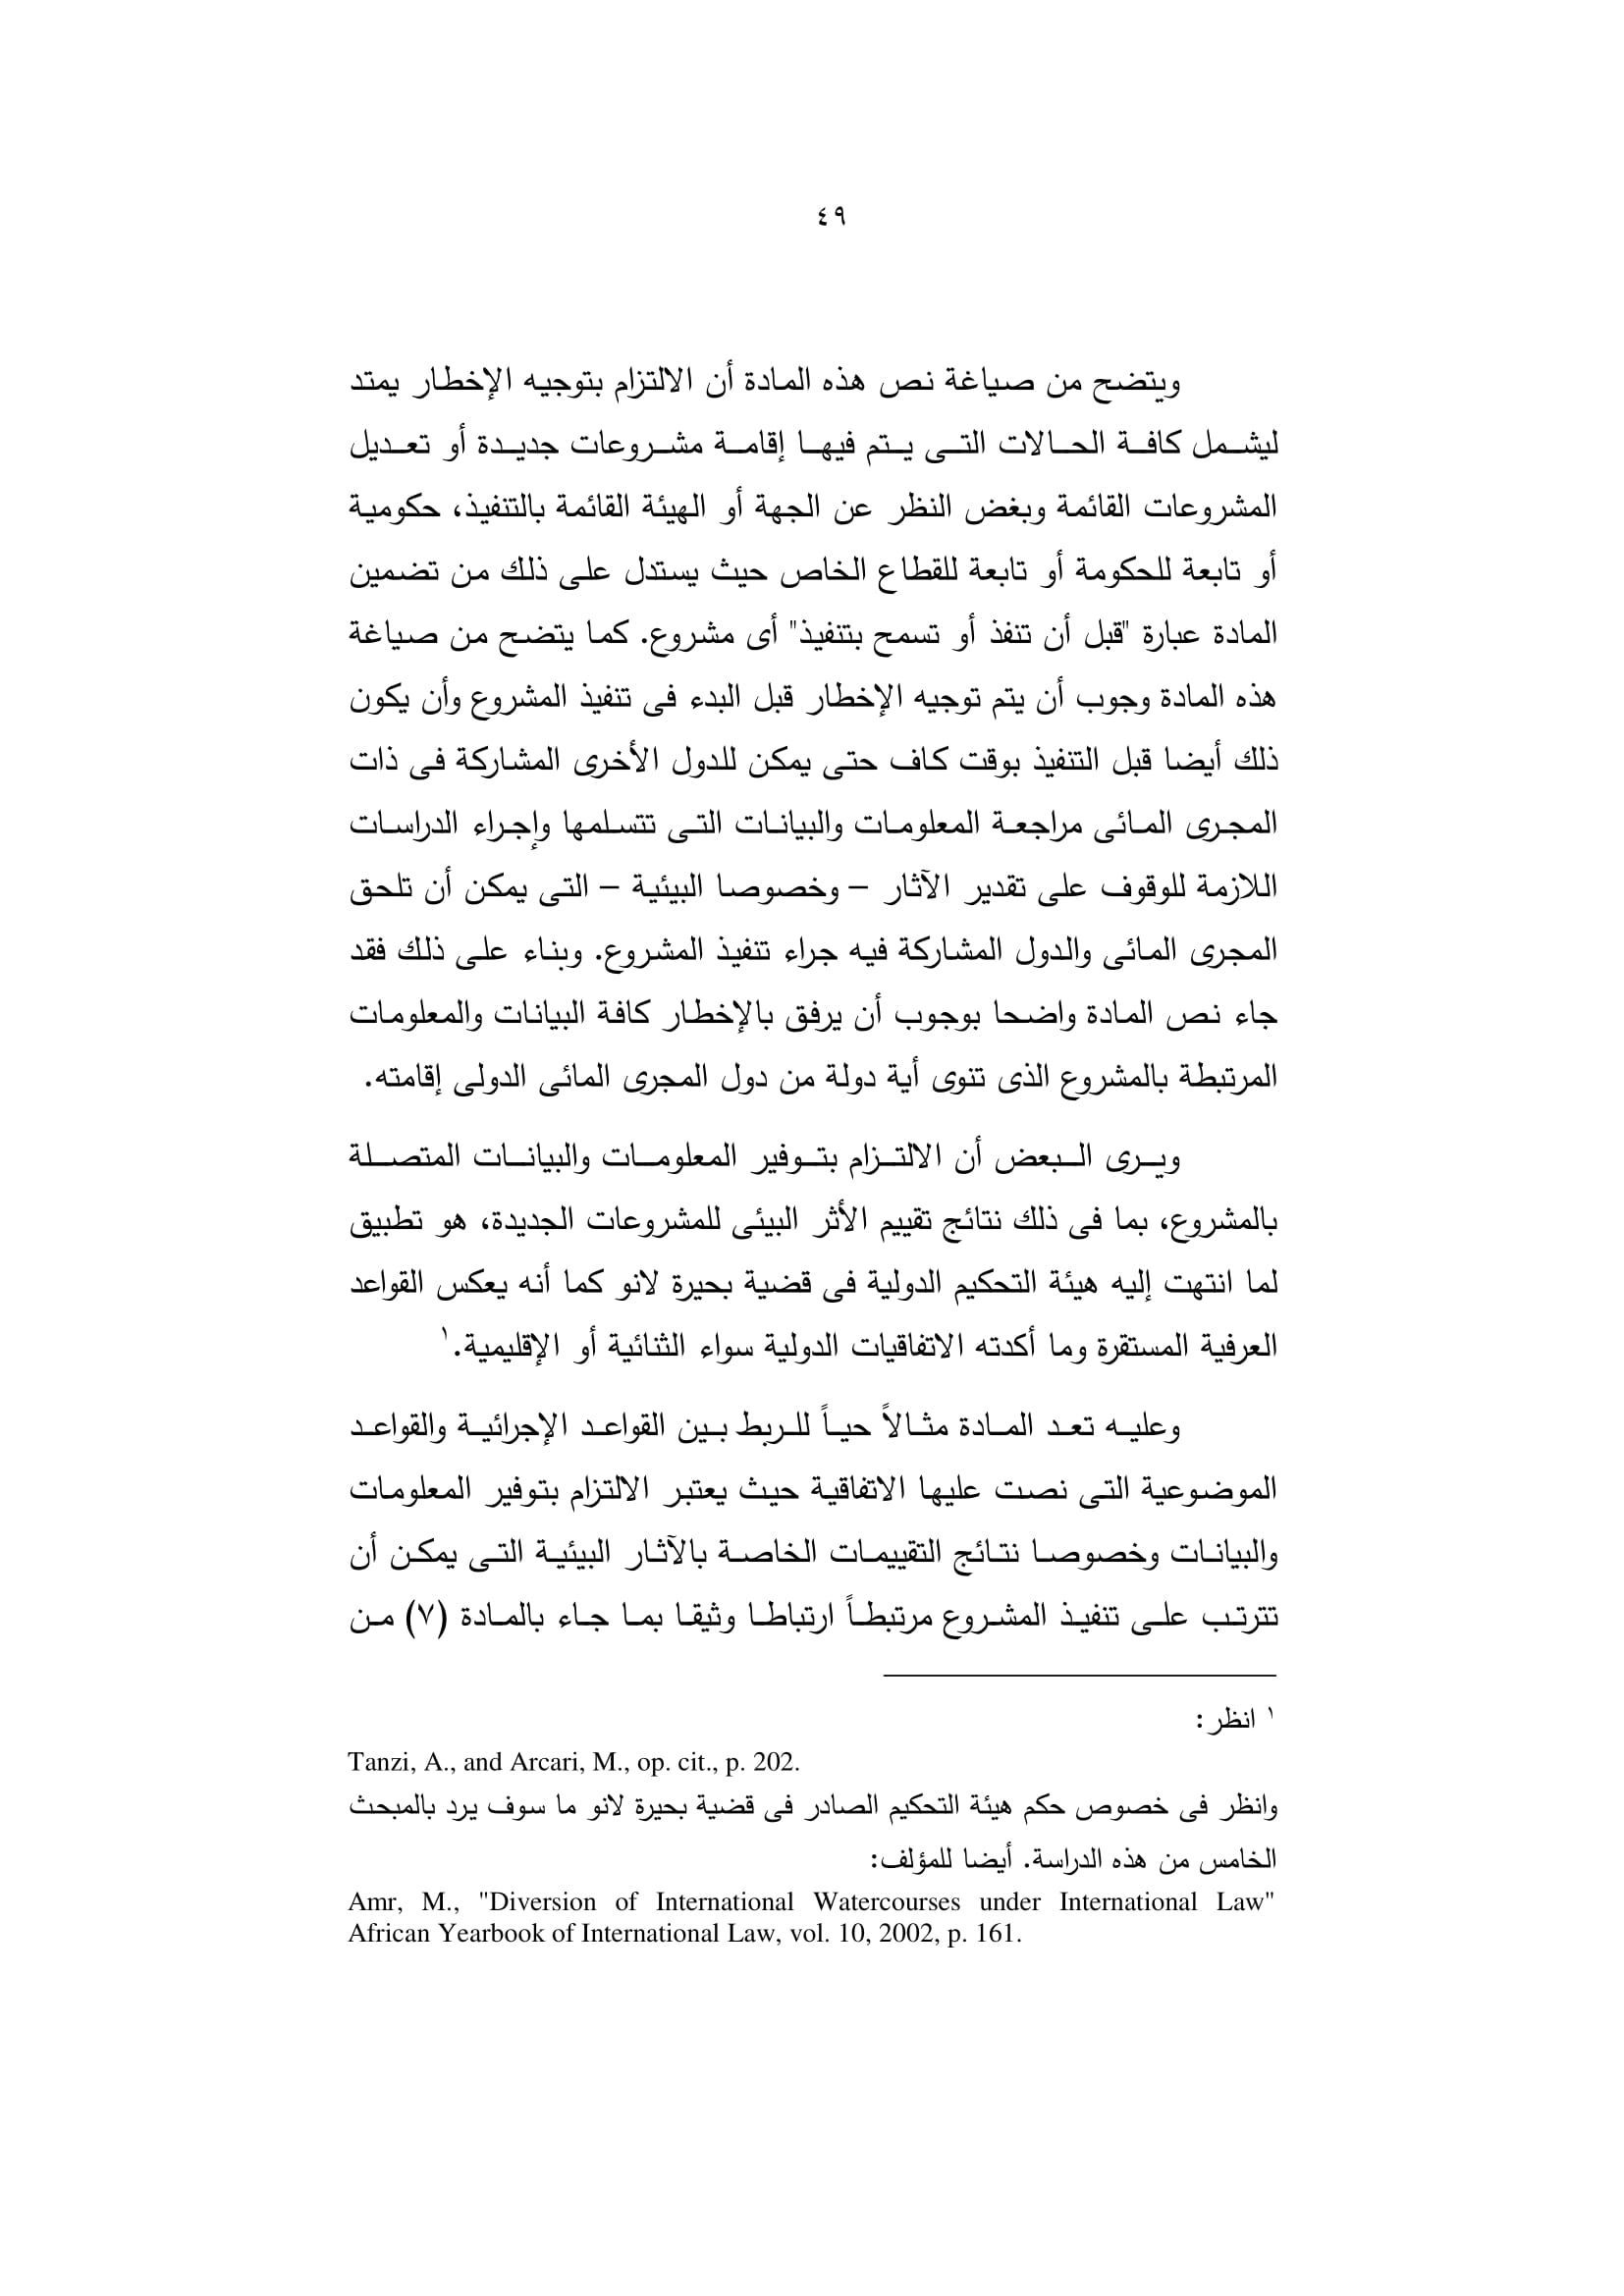 ٤٩
ويتضح من صياغة نص هذه المادة أن الالتزام بتوجيه الإخطار يمتد
ليشمل كافة الحالات التى يتم فيها إقامة مشروعات جديدة أو تعديل
المشروعات القائمة وبغض النظر عن الجهة أو الهيئة القائمة بالتنفيذ، حكومية
أو تابعة للحكومة أو تابعة للقطاع الخاص حيث يستدل على ذلك من تضمين
المادة عبارة "قبل أن تنفذ أو تسمح بتنفيذ" أى مشروع. كما يتضح من صياغة
هذه المادة وجوب أن يتم توجيه الإخطار قبل البدء فى تنفيذ المشروع وأن يكون
ذلك أيضا قبل التنفيذ بوقت كاف حتى يمكن للدول الأخرى المشاركة فى ذات
المجرى المائى مراجعة المعلومات والبيانات التى تتسلمها وإجراء الدراسات
اللازمة للوقوف على تقدير الآثار – وخصوصا البيئية – التى يمكن أن تلحق
المجرى المائى والدول المشاركة فيه جراء تنفيذ المشروع. وبناء على ذلك فقد
جاء نص المادة واضحا بوجوب أن يرفق بالإخطار كافة البيانات والمعلومات
المرتبطة بالمشروع الذى تنوى أية دولة من دول المجرى المائى الدولى إقامته.
ويرى البعض أن الالتزام بتوفير المعلومات والبيانات المتصلة
بالمشروع، بما فى ذلك نتائج تقييم الأثر البيئى للمشروعات الجديدة، هو تطبيق
لما انتهت إليه هيئة التحكيم الدولية فى قضية بحيرة لانو كما أنه يعكس القواعد
العرفية المستقرة وما أكدته الاتفاقيات الدولية سواء الثنائية أو الإقليمية.١
وعليه تعد المادة مثالاً حياً للربط بين القواعد الإجرائية والقواعد
الموضوعية التى نصت عليها الاتفاقية حيث يعتبر الالتزام بتوفير المعلومات
والبيانات وخصوصا نتائج التقييمات الخاصة بالآثار البيئية التى يمكن أن
تترتب على تنفيذ المشروع مرتبطاً ارتباطا وثيقا بما جاء بالمادة (٧) من
١ انظر:
Tanzi, A., and Arcari, M., op. cit., p. 202.
وانظر فى خصوص حكم هيئة التحكيم الصادر فى قضية بحيرة لانو ما سوف يرد بالمبحث
الخامس من هذه الدراسة. أيضا للمؤلف:
Amr, M., "Diversion of International Watercourses under International Law"
African Yearbook of International Law, vol. 10, 2002, p. 161.